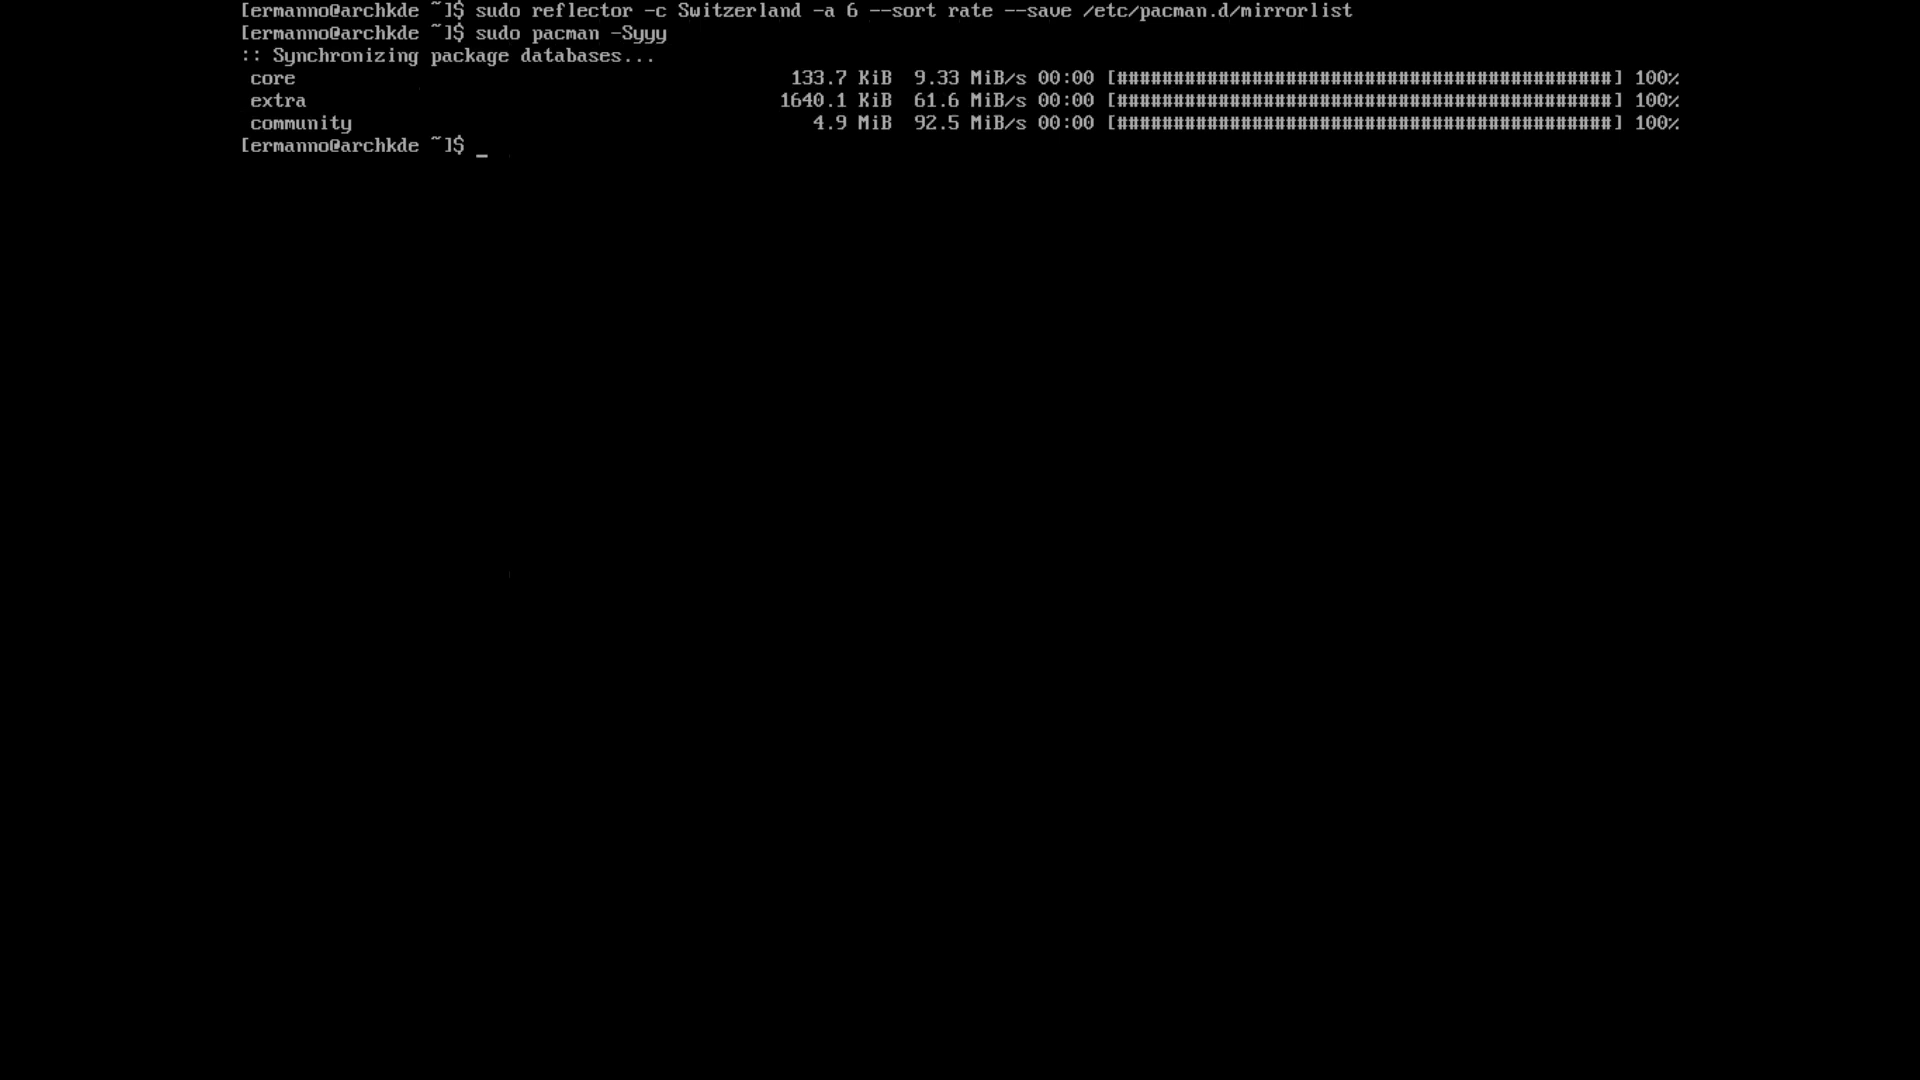 [ermanno@archkde ~]$ sudo reflector -c Switzerland -a 6 --sort rate --save /etc/pacman.d/mirrorlist
[ermanno@archkde ~]$ sudo pacman -Syyy
:: Synchronizing package databases...
core 133.7 KiB 9.33 MiB/s 00:00 [############################################] 100%
extra 1640.1 KiB 61.6 MiB/s 00:00 [############################################] 100%
community 4.9 MiB 92.5 MiB/s 00:00 [############################################] 100%
[ermanno@archkde ~]$ _